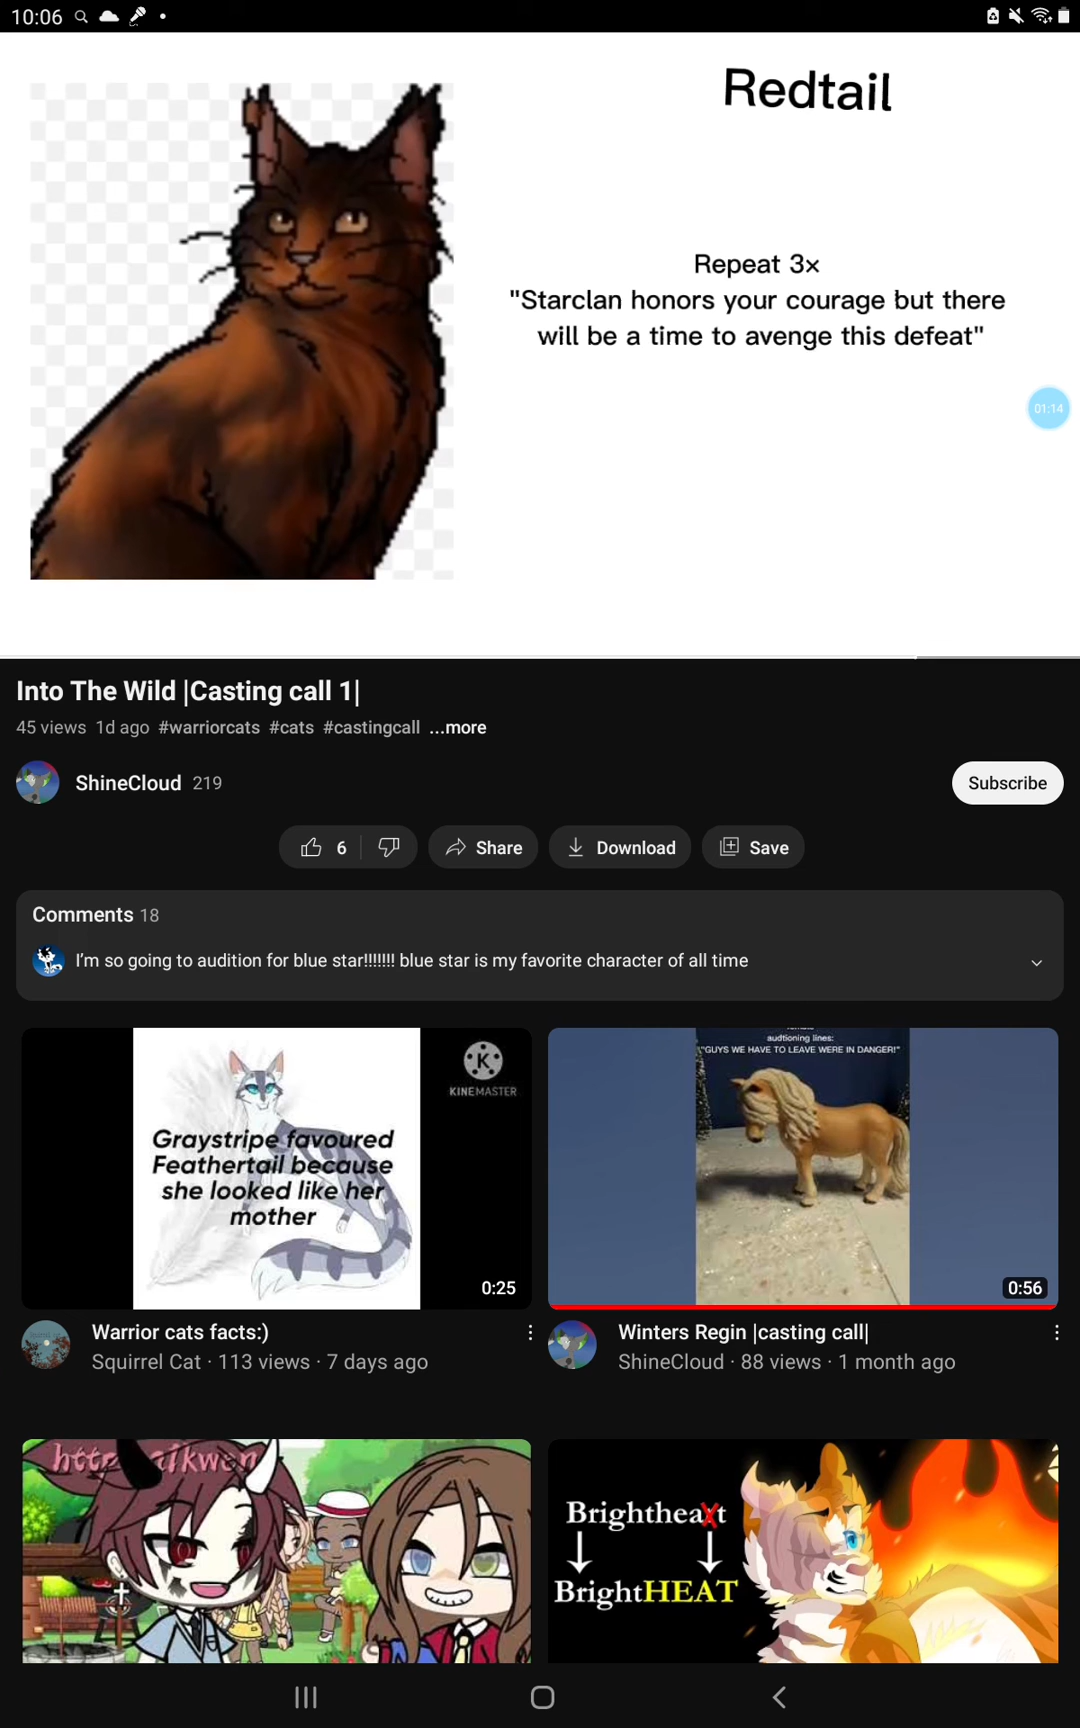 10:06
Redtail
Repeat 3×
"Starclan honors your courage but there
will be a time to avenge this defeat"
01:14
Into The Wild |Casting call 1|
45 views 1d ago #warriorcats #cats #castingcall ...more
ShineCloud 219
Subscribe
6
Share
Download
Save
Comments 18
I'm so going to audition for blue star!!!!!!! blue star is my favorite character of all time
KINEMASTER
Graystripe favoured
Feathertail because
she looked like her
mother
0:25
audtioning lines:
"GUYS WE HAVE TO LEAVE WERE IN DANGER!"
0:56
Warrior cats facts:)
Squirrel Cat · 113 views · 7 days ago
Winters Regin |casting call|
ShineCloud · 88 views · 1 month ago
Brightheart
BrightHEAT